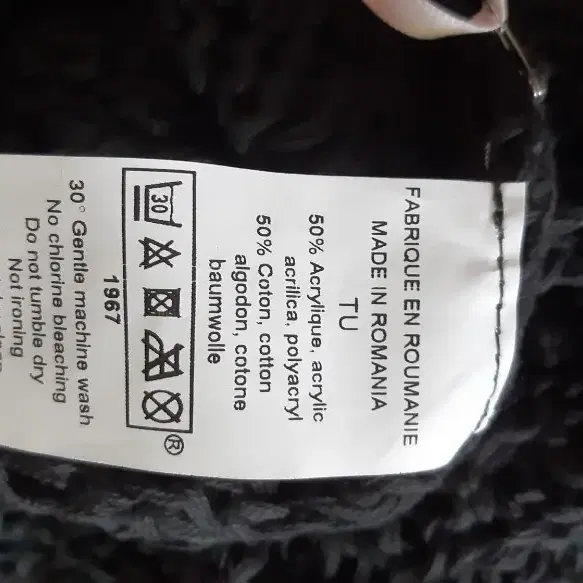 FABRIQUE EN ROUMANIE
MADE IN ROMANIA
TU
50% Acrylique, acrylic
acrilica, polyacryl
50% Coton, cotton
algodon, cotone
baumwolle
30
®
1967
30° Gentle machine wash
No chlorine bleaching
Do not tumble dry
Not ironing